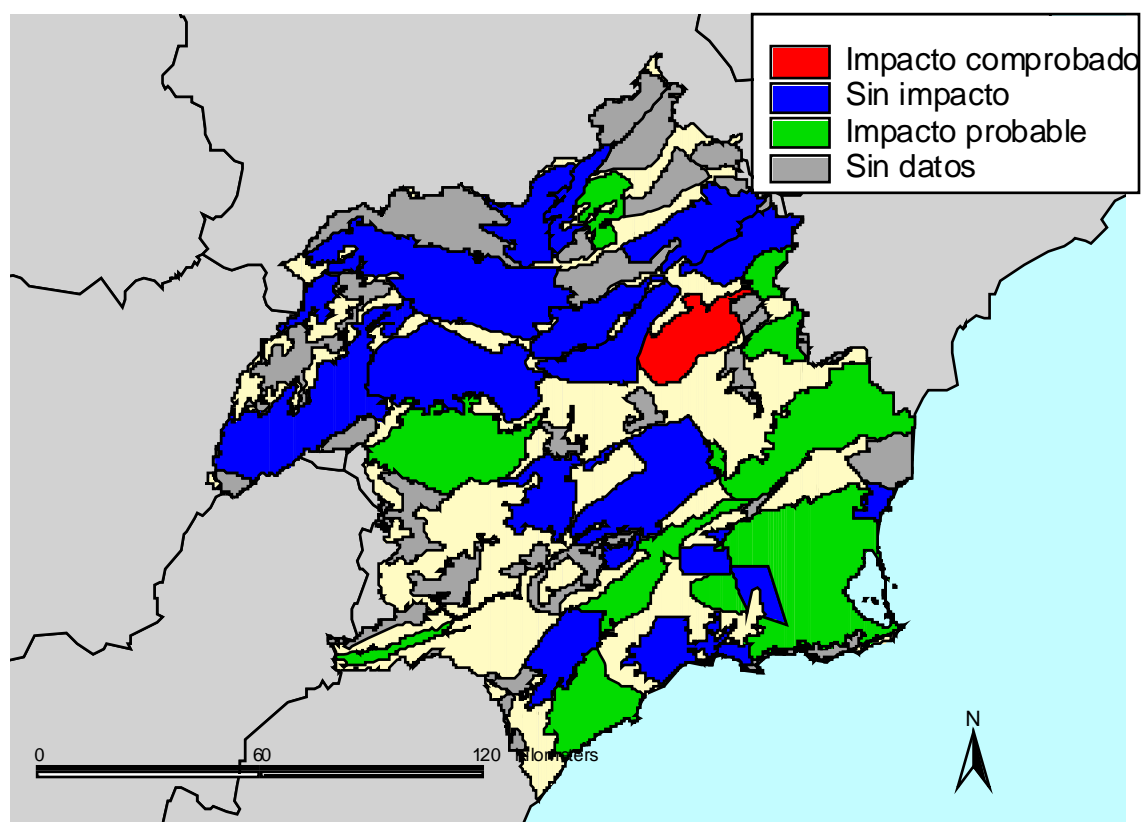 Impacto comprobado
Sin impacto
Impacto probable
Sin datos
N
0 60 120 Kilometers